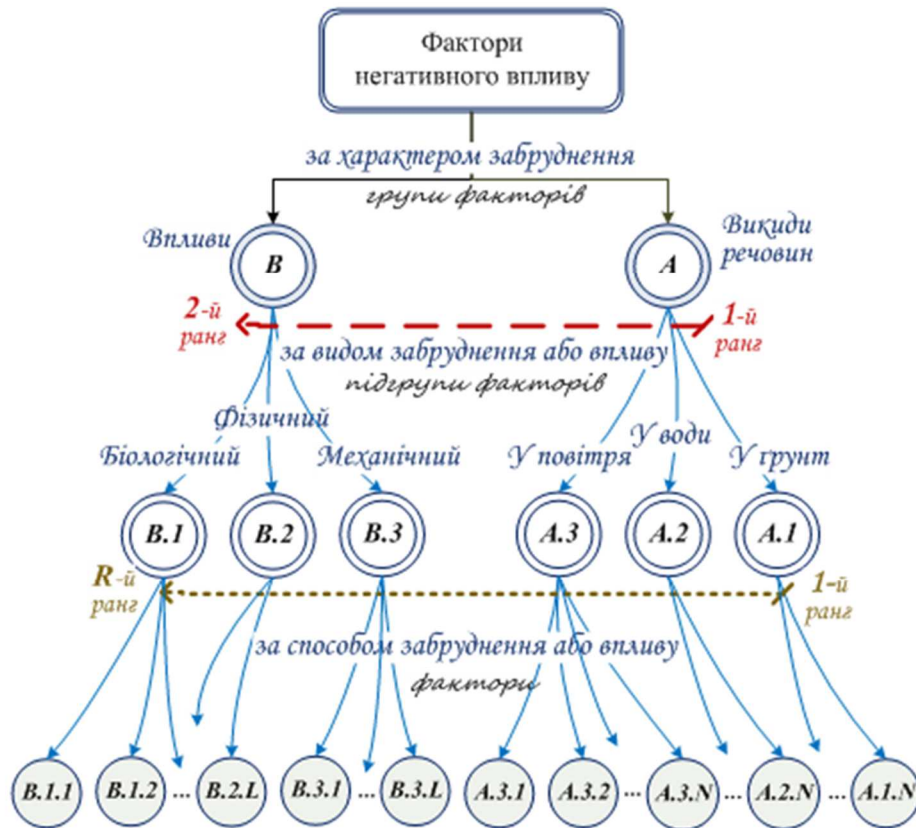 Фактори
негативного впливу
за характером забруднення
групи факторів
Впливи
B
A
Викиди
речовин
2-й
ранг
1-й
ранг
за видом забруднення або впливу
підгрупи факторів
Біологічний
Фізичний
Механічний
У повітря
У води
У ґрунт
B.1
B.2
B.3
A.3
A.2
A.1
R-й
ранг
1-й
ранг
за способом забруднення або впливу
фактори
B.1.1
B.1.2
...
B.2.L
B.3.1
...
B.3.L
A.3.1
A.3.2
...
A.3.N
...
A.2.N
...
A.1.N